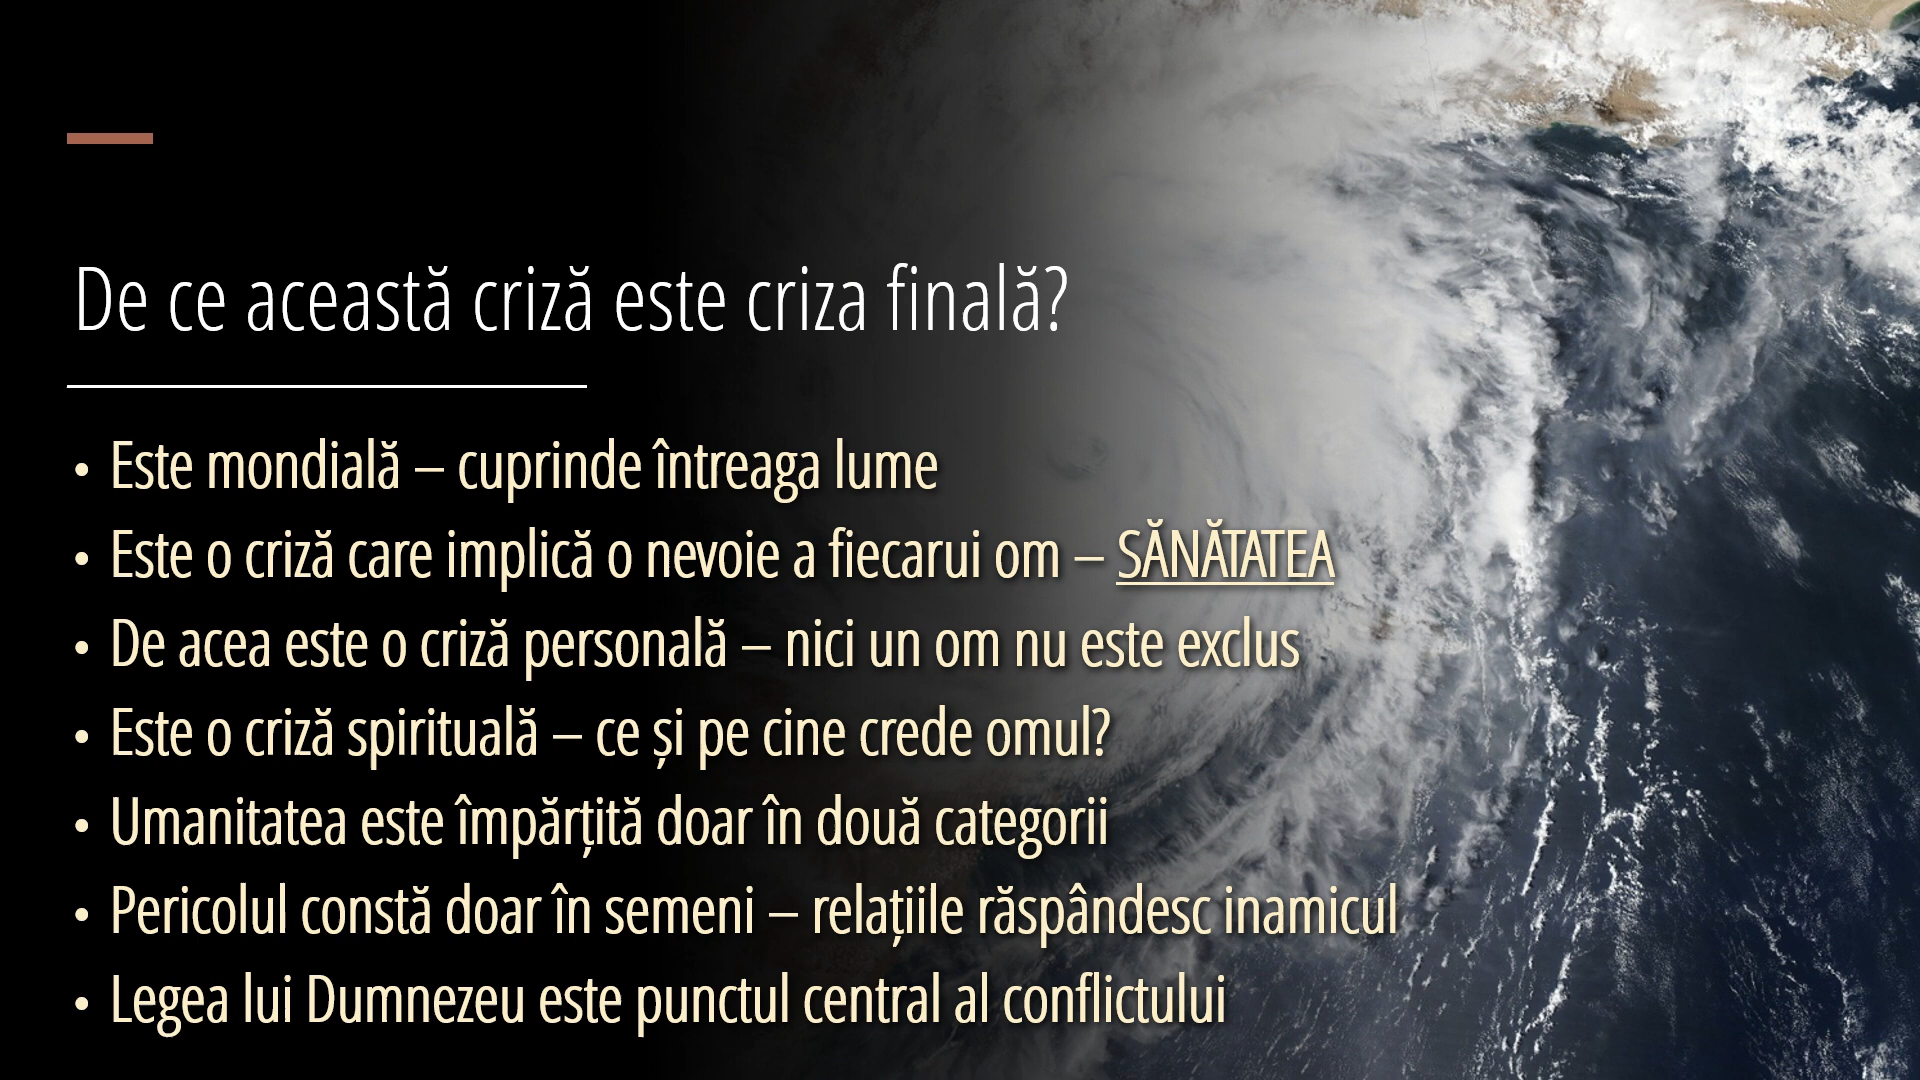 De ce această criză este criza finală?
• Este mondială – cuprinde întreaga lume
• Este o criză care implică o nevoie a fiecarui om – SĂNĂTATEA
• De acea este o criză personală – nici un om nu este exclus
• Este o criză spirituală – ce și pe cine crede omul?
• Umanitatea este împărțită doar în două categorii
• Pericolul constă doar în semeni – relațiile răspândesc inamicul
• Legea lui Dumnezeu este punctul central al conflictului